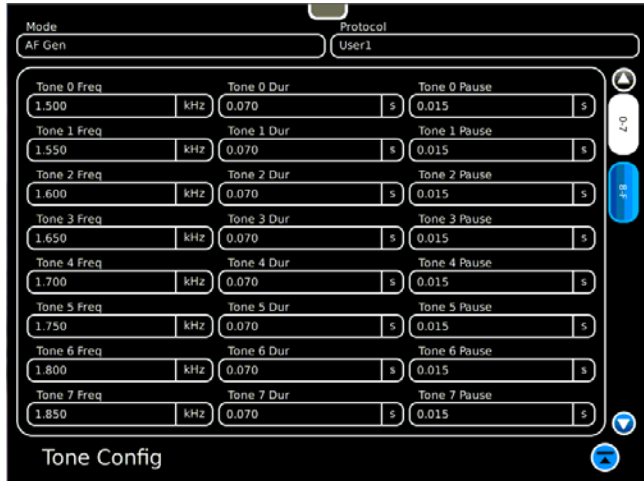 Mode Protocol
AF Gen User1
Tone 0 Freq Tone 0 Dur Tone 0 Pause
1.500 kHz 0.070 s 0.015 s
0-7
Tone 1 Freq Tone 1 Dur Tone 1 Pause
1.550 kHz 0.070 s 0.015 s
Tone 2 Freq Tone 2 Dur Tone 2 Pause
1.600 kHz 0.070 s 0.015 s
8-F
Tone 3 Freq Tone 3 Dur Tone 3 Pause
1.650 kHz 0.070 s 0.015 s
Tone 4 Freq Tone 4 Dur Tone 4 Pause
1.700 kHz 0.070 s 0.015 s
Tone 5 Freq Tone 5 Dur Tone 5 Pause
1.750 kHz 0.070 s 0.015 s
Tone 6 Freq Tone 6 Dur Tone 6 Pause
1.800 kHz 0.070 s 0.015 s
Tone 7 Freq Tone 7 Dur Tone 7 Pause
1.850 kHz 0.070 s 0.015 s
Tone Config